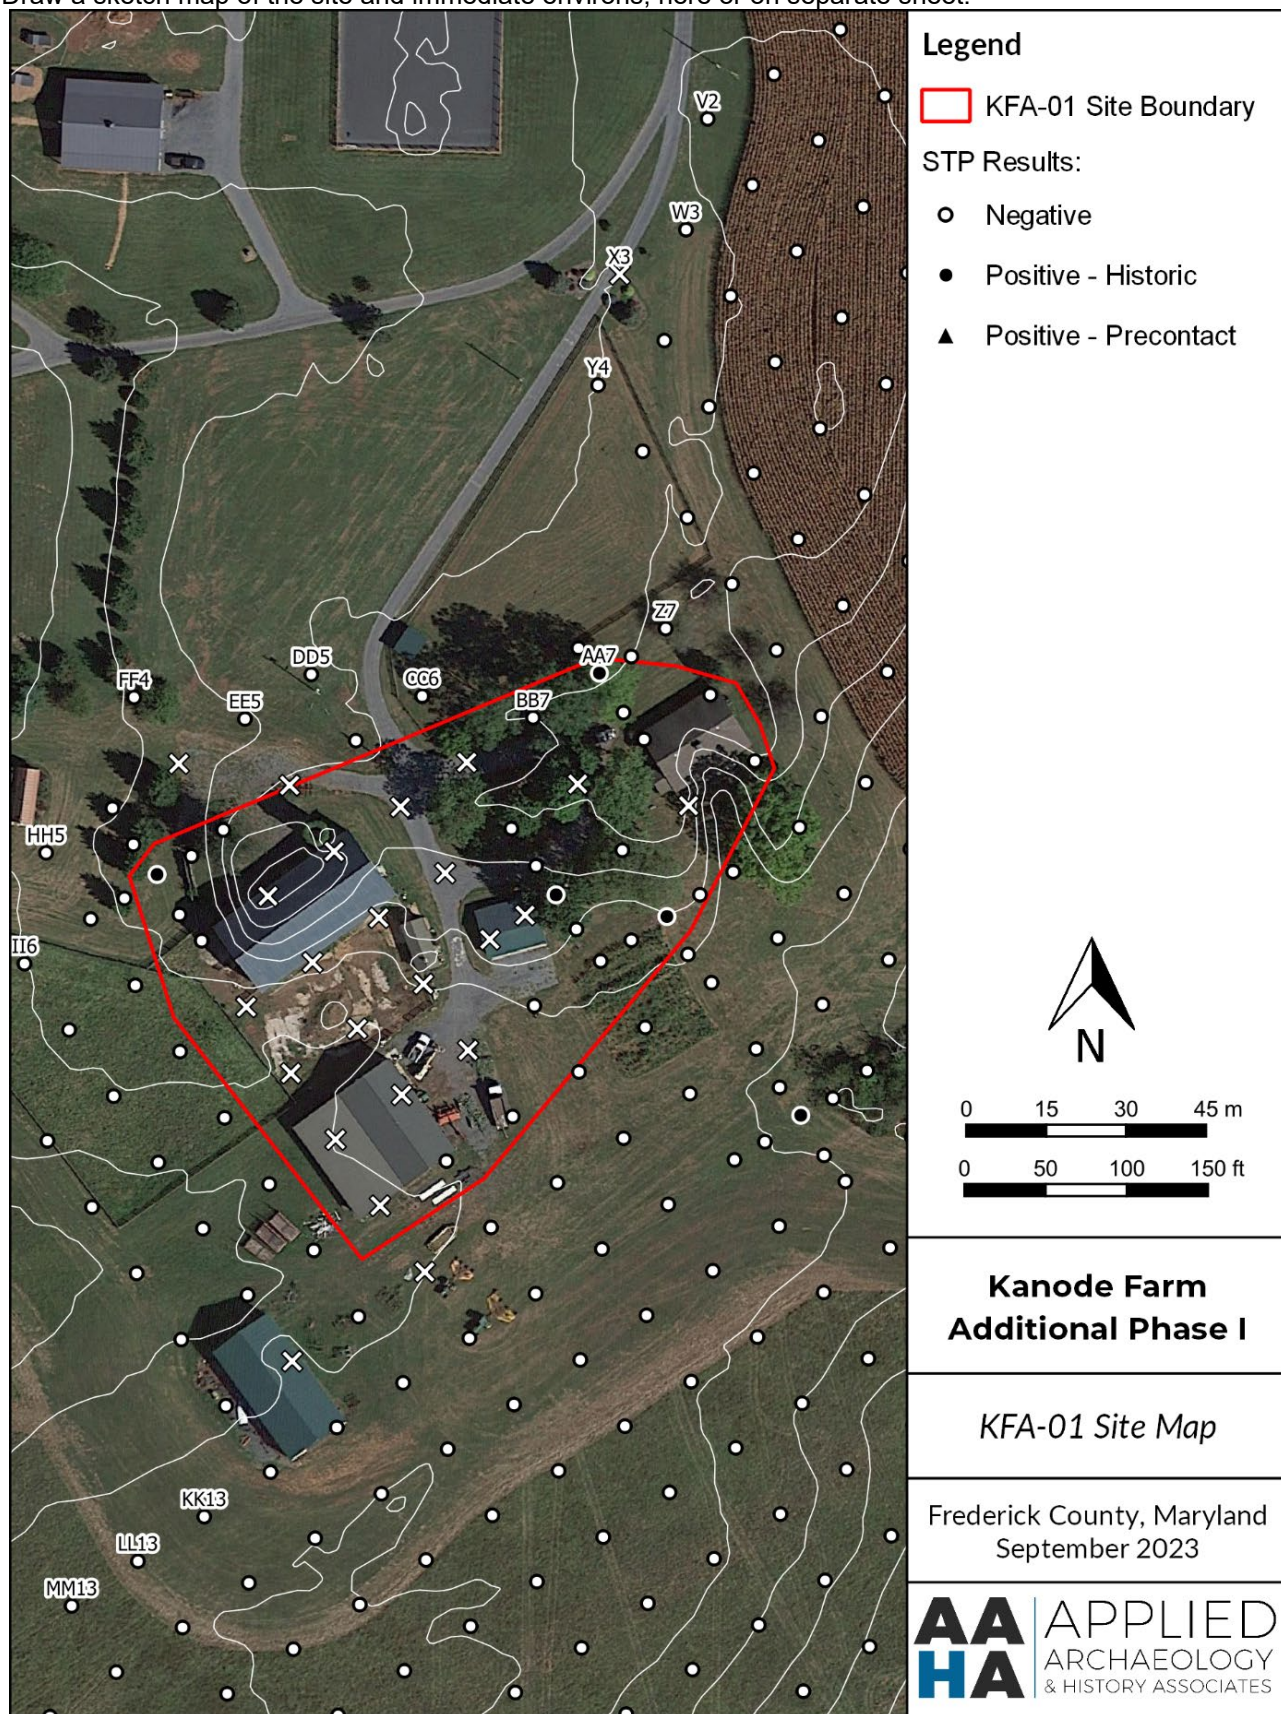 Draw a sketch map of the site and immediate environs, here or on separate sheet:
Legend
KFA-01 Site Boundary
STP Results:
Negative
Positive - Historic
Positive - Precontact
V2
W3
X3
Y4
Z7
AA7
BB7
CC6
DD5
EE5
FF4
HH5
II6
KK13
LL13
MM13
N
0 15 30 45 m
0 50 100 150 ft
Kanode Farm
Additional Phase I
KFA-01 Site Map
Frederick County, Maryland
September 2023
AA
HA
APPLIED
ARCHAEOLOGY
& HISTORY ASSOCIATES